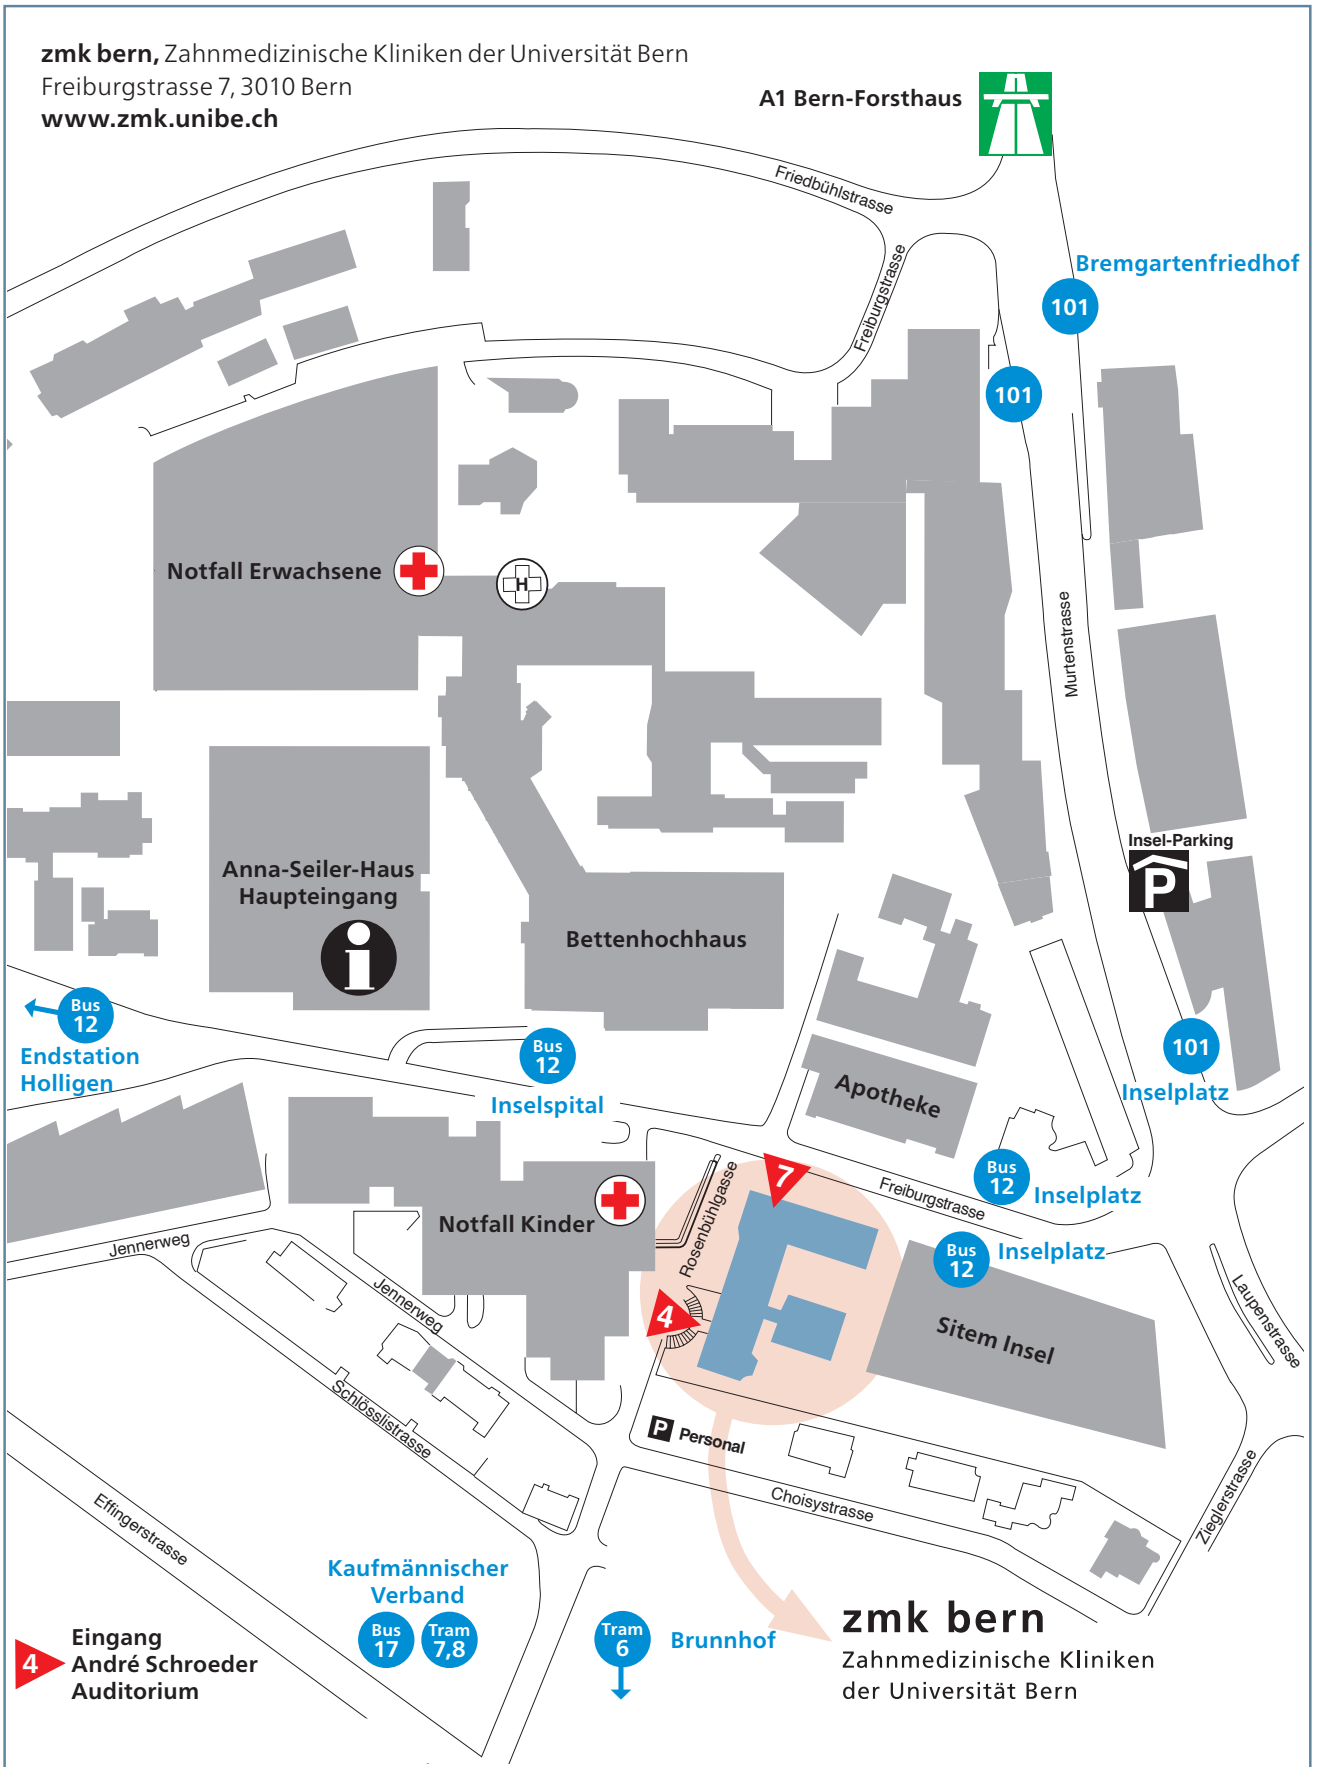 zmk bern, Zahnmedizinische Kliniken der Universität Bern
Freiburgstrasse 7, 3010 Bern
www.zmk.unibe.ch
A1 Bern-Forsthaus
Friedbühlstrasse
Freiburgstrasse
Bremgartenfriedhof
101
101
Notfall Erwachsene
H
Murtenstrasse
Insel-Parking
P
Anna-Seiler-Haus
Haupteingang
i
Bettenhochhaus
Bus
12
Endstation
Holligen
Bus
12
Inselspital
101
Inselplatz
Apotheke
Bus
12
Inselplatz
7
Rosenbühlgasse
Freiburgstrasse
Notfall Kinder
Bus
12
Inselplatz
Jennerweg
Jennerweg
4
Sitem Insel
Laupenstrasse
Schlösslistrasse
P Personal
Choisystrasse
Zieglerstrasse
Effingerstrasse
Kaufmännischer
Verband
Bus
17
Tram
7,8
Tram
6
Brunnhof
4
Eingang
André Schroeder
Auditorium
zmk bern
Zahnmedizinische Kliniken
der Universität Bern